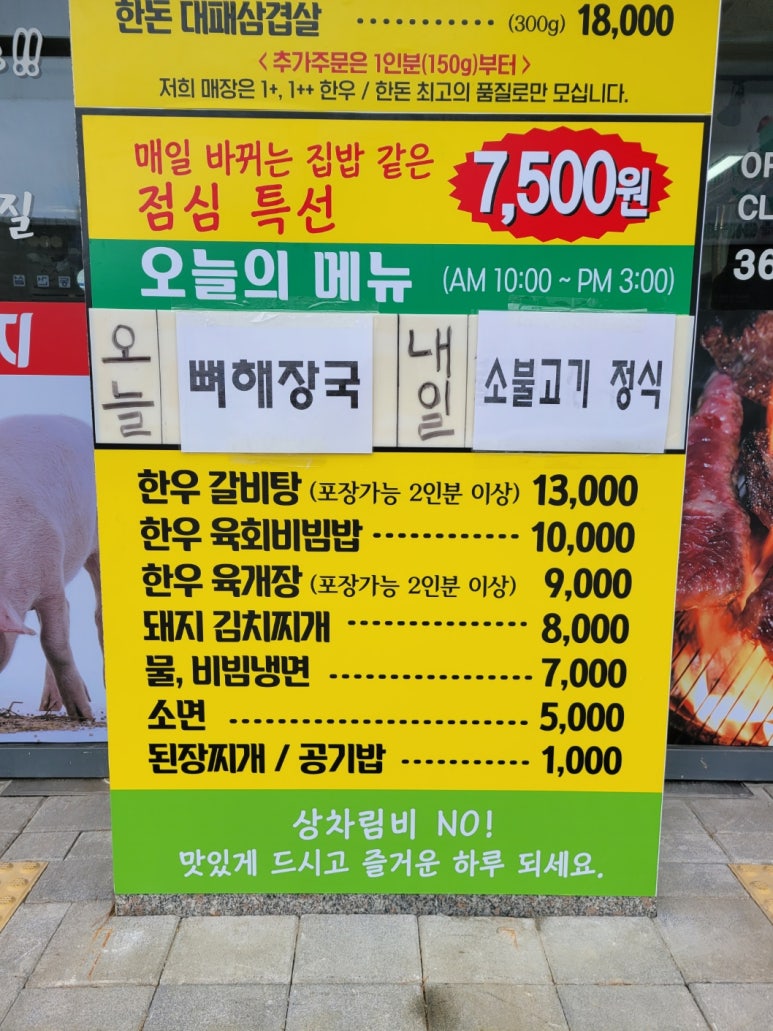 한돈 대패삼겹살 ············ (300g) 18,000
< 추가주문은 1인분(150g)부터 >
저희 매장은 1+, 1++ 한우 / 한돈 최고의 품질로만 모십니다.
매일 바뀌는 집밥 같은
점심 특선
7,500원
오늘의 메뉴 (AM 10:00 ~ PM 3:00)
오늘 뼈해장국 내일 소불고기 정식
한우 갈비탕 (포장가능 2인분 이상) 13,000
한우 육회비빔밥 ············ 10,000
한우 육개장 (포장가능 2인분 이상) 9,000
돼지 김치찌개 ·············· 8,000
물, 비빔냉면 ················ 7,000
소면 ························ 5,000
된장찌개 / 공기밥 ··········· 1,000
상차림비 NO!
맛있게 드시고 즐거운 하루 되세요.
질
지
OP
CL
36